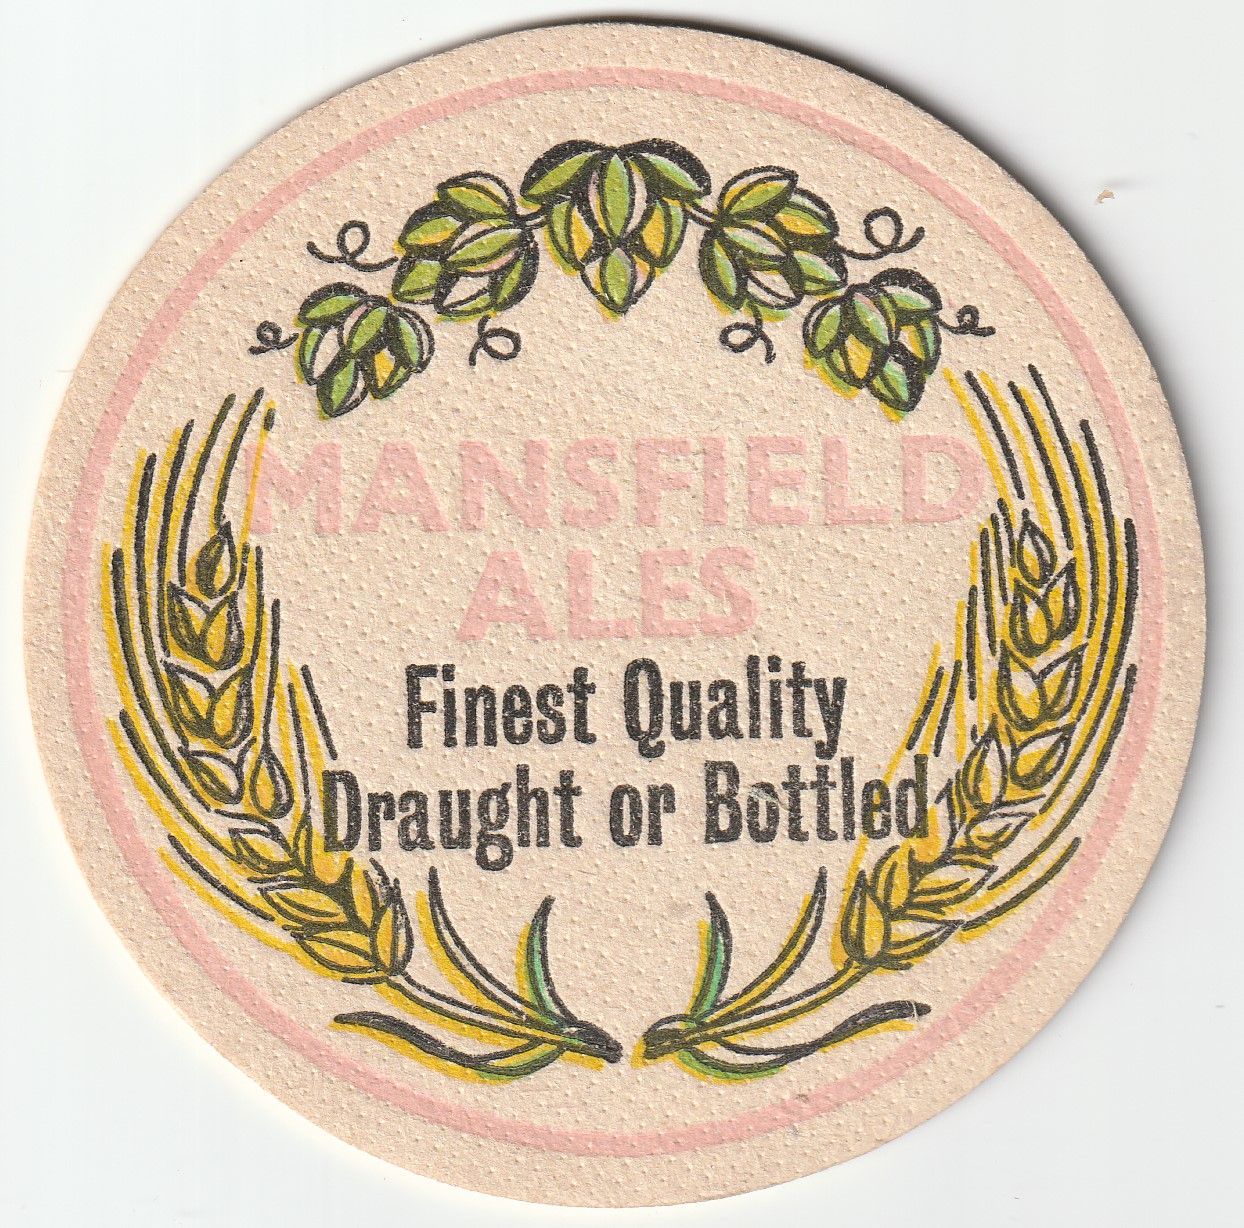 MANSFIELD
ALES
Finest Quality
Draught or Bottled